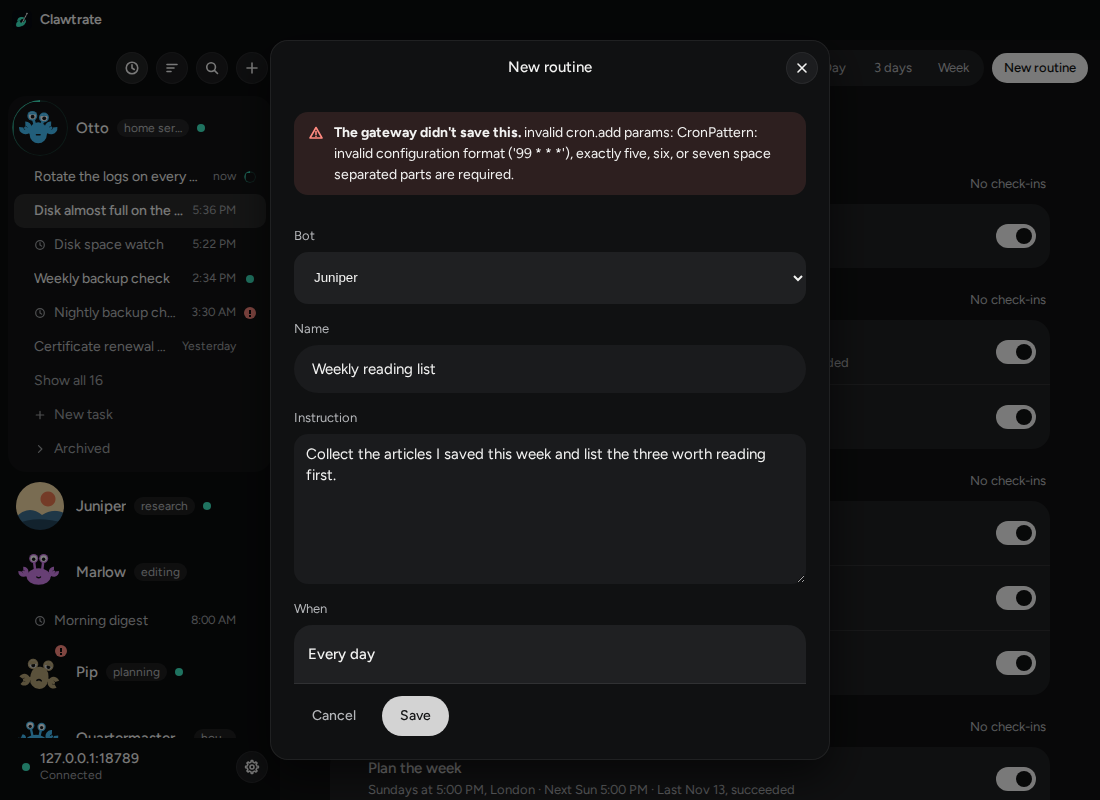 Clawtrate
Day
3 days
Week
New routine
Otto
home ser...
Rotate the logs on every ...
now
Disk almost full on the ...
5:36 PM
Disk space watch
5:22 PM
Weekly backup check
2:34 PM
Nightly backup ch...
3:30 AM
Certificate renewal ...
Yesterday
Show all 16
New task
Archived
Juniper
research
Marlow
editing
Morning digest
8:00 AM
Pip
planning
Quartermaster
127.0.0.1:18789
Connected
New routine
The gateway didn't save this. invalid cron.add params: CronPattern:
invalid configuration format ('99 * * *'), exactly five, six, or seven space
separated parts are required.
Bot
Juniper
Name
Weekly reading list
Instruction
Collect the articles I saved this week and list the three worth reading
first.
When
Every day
Cancel
Save
No check-ins
No check-ins
No check-ins
No check-ins
Plan the week
Sundays at 5:00 PM, London · Next Sun 5:00 PM · Last Nov 13, succeeded